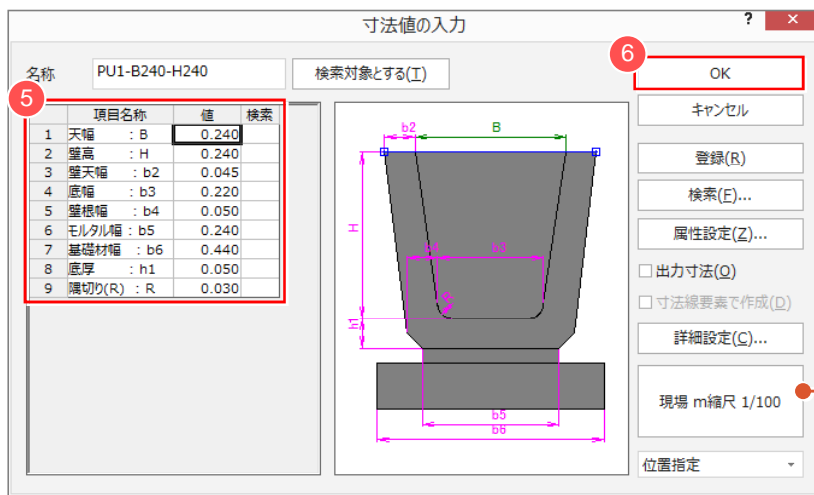 寸法値の入力
?
×
名称 PU1-B240-H240 検索対象とする(T)
6
OK
キャンセル
登録(R)
検索(F)...
属性設定(Z)...
出力寸法(O)
寸法線要素で作成(D)
詳細設定(C)...
現場 m縮尺 1/100
位置指定
5
項目名称 値 検索
1 天幅 : B 0.240
2 壁高 : H 0.240
3 壁天幅 : b2 0.045
4 底幅 : b3 0.220
5 壁根幅 : b4 0.050
6 モルタル幅 : b5 0.240
7 基礎材幅 : b6 0.440
8 底厚 : h1 0.050
9 隅切り(R) : R 0.030
b2
B
H
b4
b3
R
h1
b5
b6